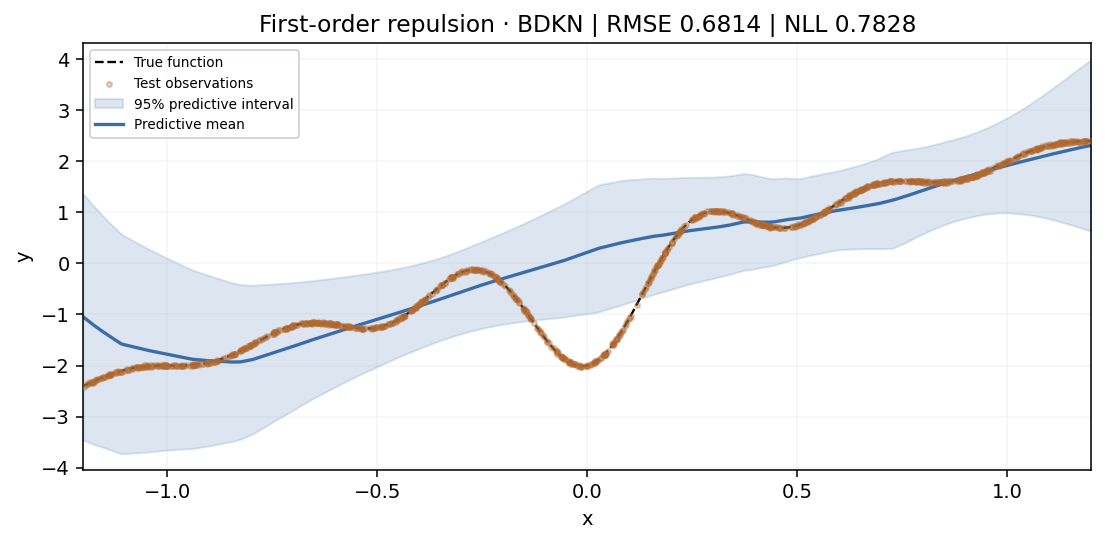 First-order repulsion · BDKN | RMSE 0.6814 | NLL 0.7828
True function
Test observations
95% predictive interval
Predictive mean
y
4
3
2
1
0
−1
−2
−3
−4
−1.0 −0.5 0.0 0.5 1.0
x